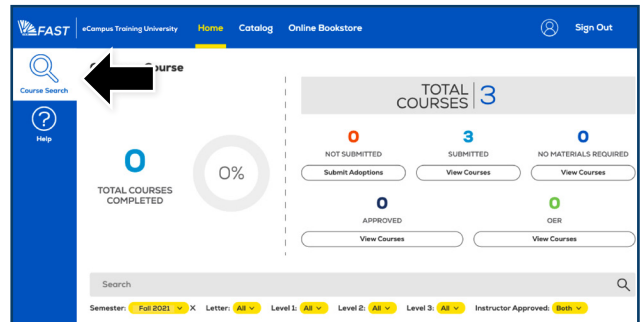 FAST
eCampus Training University
Home
Catalog
Online Bookstore
Sign Out
Course Search
Help
urse
TOTAL COURSES
COMPLETED
0
0%
TOTAL
COURSES
3
0
NOT SUBMITTED
Submit Adoptions
3
SUBMITTED
View Courses
0
NO MATERIALS REQUIRED
View Courses
0
APPROVED
View Courses
0
OER
View Courses
Search
Semester: Fall 2021 X Letter: All Level 1: All Level 2: All Level 3: All Instructor Approved: Both